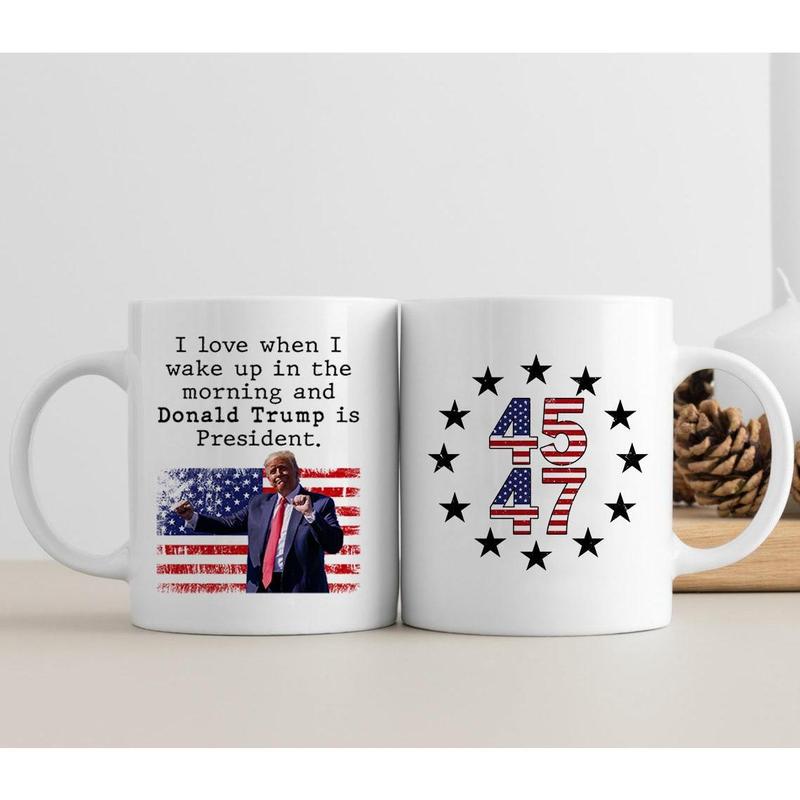 I love when I
wake up in the
morning and
Donald Trump is
President.
45
47